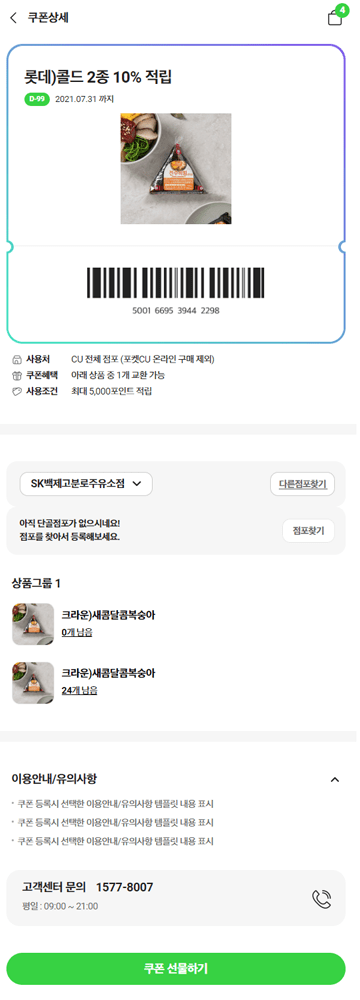 쿠폰상세
4
롯데)콜드 2종 10% 적립
D-99 2021.07.31 까지
5001 6695 3944 2298
사용처 CU 전체 점포 (포켓CU 온라인 구매 제외)
쿠폰혜택 아래 상품 중 1개 교환 가능
사용조건 최대 5,000포인트 적립
SK백제고분로주유소점 다른점포찾기
아직 단골점포가 없으시네요!
점포를 찾아서 등록해보세요.
점포찾기
상품그룹 1
크라운)새콤달콤복숭아
0개 남음
크라운)새콤달콤복숭아
24개 남음
이용안내/유의사항
· 쿠폰 등록시 선택한 이용안내/유의사항 템플릿 내용 표시
· 쿠폰 등록시 선택한 이용안내/유의사항 템플릿 내용 표시
· 쿠폰 등록시 선택한 이용안내/유의사항 템플릿 내용 표시
고객센터 문의 1577-8007
평일 : 09:00 ~ 21:00
쿠폰 선물하기